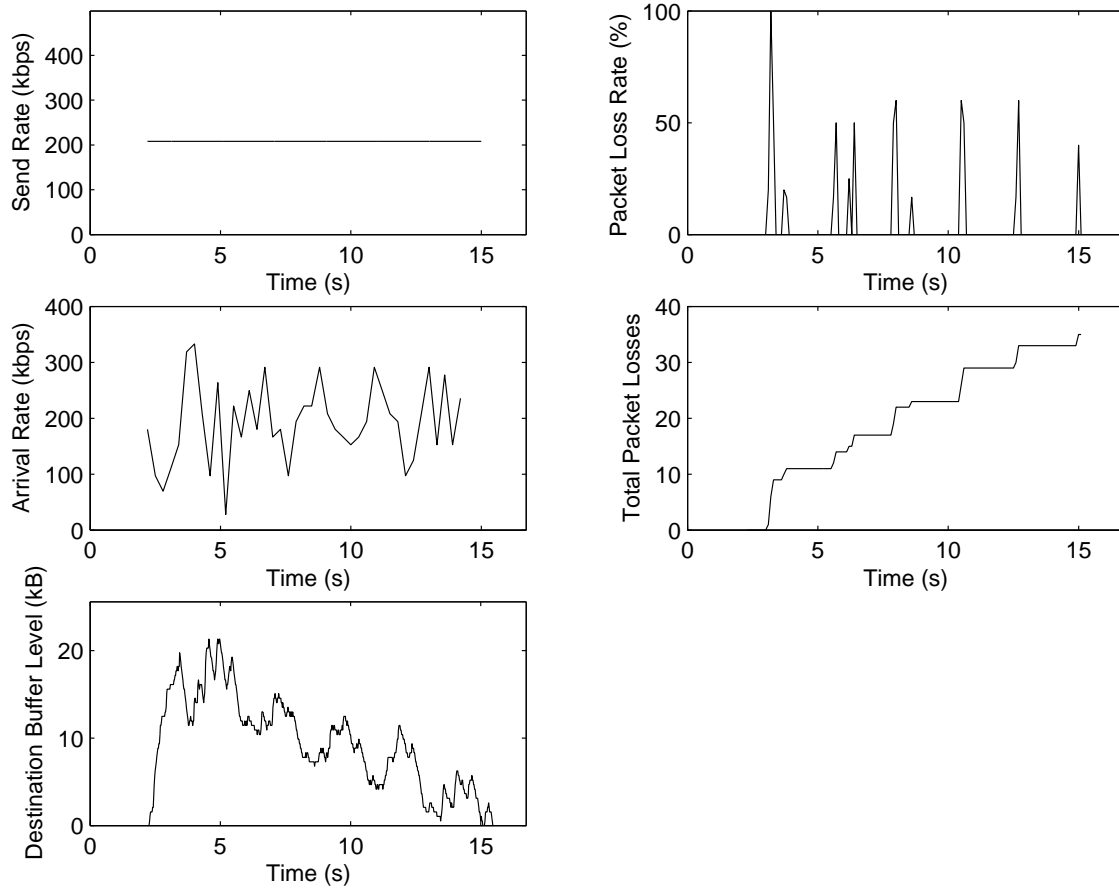 Send Rate (kbps)
400
300
200
100
0
0 5 10 15
Time (s)
Packet Loss Rate (%)
100
50
0
0 5 10 15
Time (s)
Arrival Rate (kbps)
400
300
200
100
0
0 5 10 15
Time (s)
Total Packet Losses
40
30
20
10
0
0 5 10 15
Time (s)
Destination Buffer Level (kB)
20
10
0
0 5 10 15
Time (s)